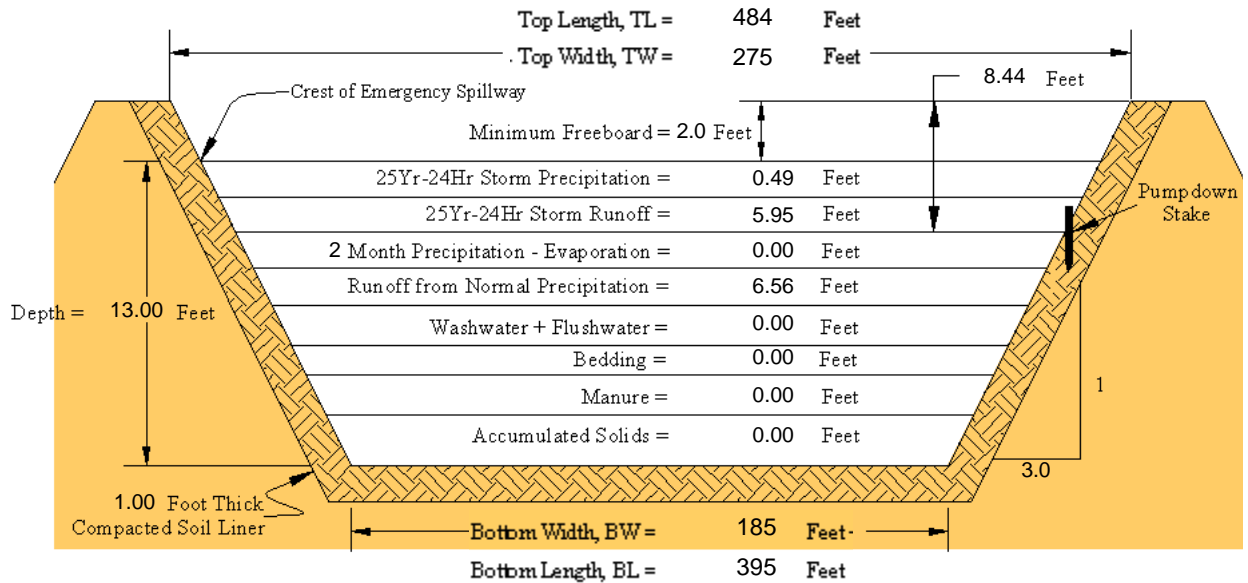 Top Length, TL = 484 Feet
Top Width, TW = 275 Feet
8.44 Feet
Crest of Emergency Spillway
Minimum Freeboard = 2.0 Feet
25Yr-24Hr Storm Precipitation = 0.49 Feet
25Yr-24Hr Storm Runoff = 5.95 Feet
Pumpdown
Stake
2 Month Precipitation - Evaporation = 0.00 Feet
Runoff from Normal Precipitation = 6.56 Feet
Depth = 13.00 Feet
Washwater + Flushwater = 0.00 Feet
Bedding = 0.00 Feet
Manure = 0.00 Feet
1
Accumulated Solids = 0.00 Feet
3.0
1.00 Foot Thick
Compacted Soil Liner
Bottom Width, BW = 185 Feet
Bottom Length, BL = 395 Feet